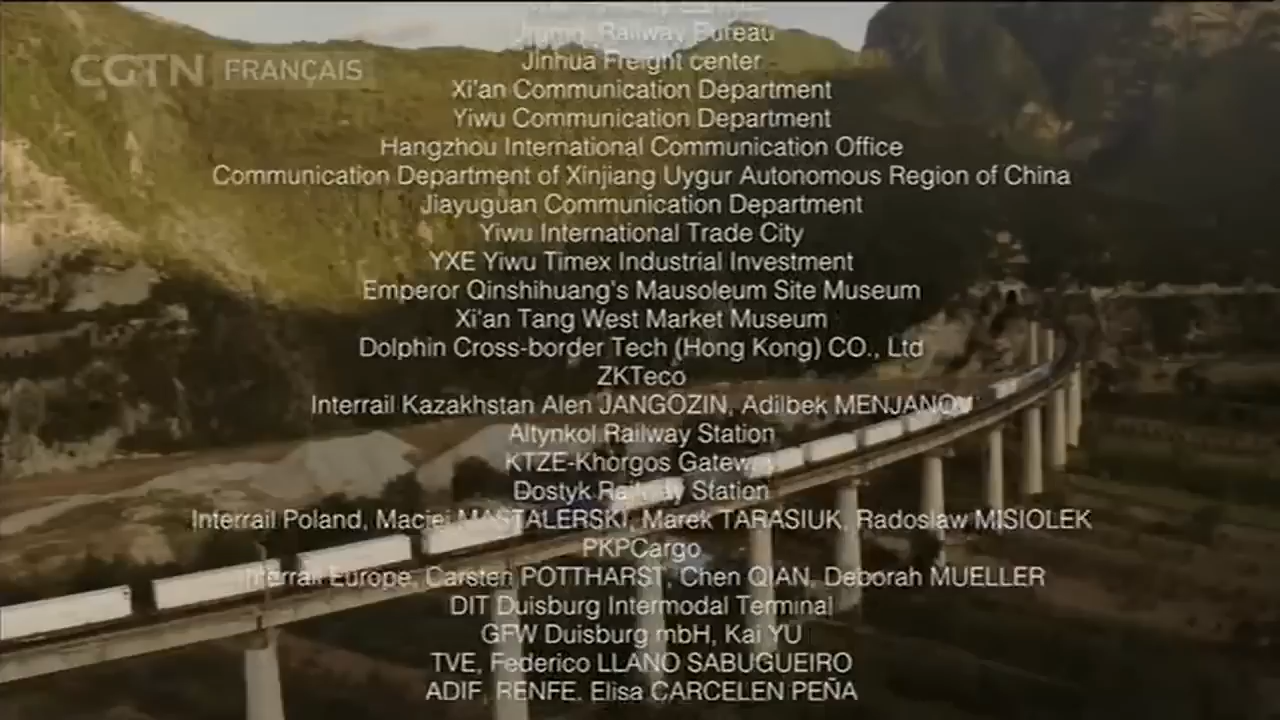 Railway Bureau
CGTN FRANÇAIS
Jinhua Freight center
Xi'an Communication Department
Yiwu Communication Department
Hangzhou International Communication Office
Communication Department of Xinjiang Uygur Autonomous Region of China
Jiayuguan Communication Department
Yiwu International Trade City
YXE Yiwu Timex Industrial Investment
Emperor Qinshihuang's Mausoleum Site Museum
Xi'an Tang West Market Museum
Dolphin Cross-border Tech (Hong Kong) CO., Ltd
ZKTeco
Interrail Kazakhstan Alen JANGOZIN, Adilbek MENJANOV
Altynkol Railway Station
KTZE-Khorgos Gateway
Dostyk Railway Station
Interrail Poland, Maciej MASTALERSKI, Marek TARASIUK, Radoslaw MISIOLEK
PKPCargo
Interrail Europe, Carsten POTTHARST, Chen QIAN, Deborah MUELLER
DIT Duisburg Intermodal Terminal
GFW Duisburg mbH, Kai YU
TVE, Federico LLANO SABUGUEIRO
ADIF, RENFE. Elisa CARCELEN PEÑA